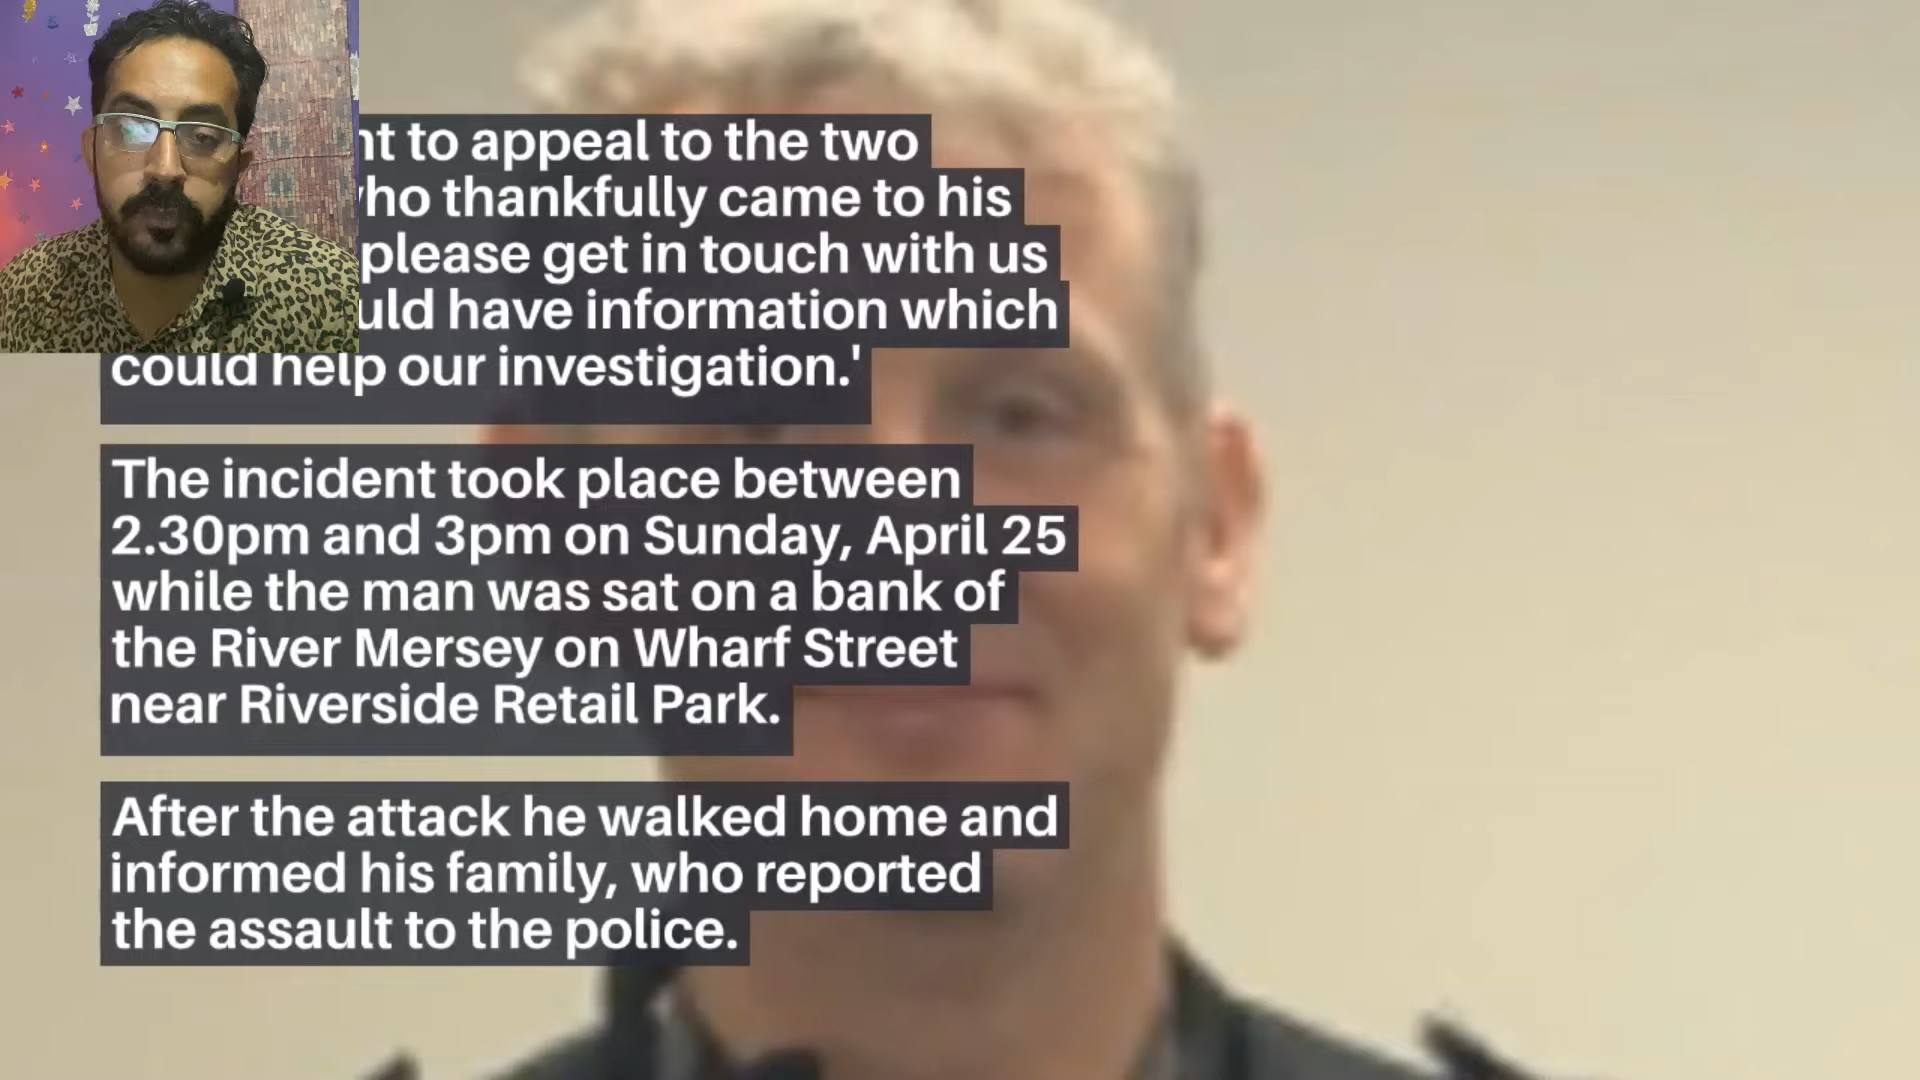 to appeal to the two
who thankfully came to his
please get in touch with us
have information which
could help our investigation.'
The incident took place between
2.30pm and 3pm on Sunday, April 25
while the man was sat on a bank of
the River Mersey on Wharf Street
near Riverside Retail Park.
After the attack he walked home and
informed his family, who reported
the assault to the police.